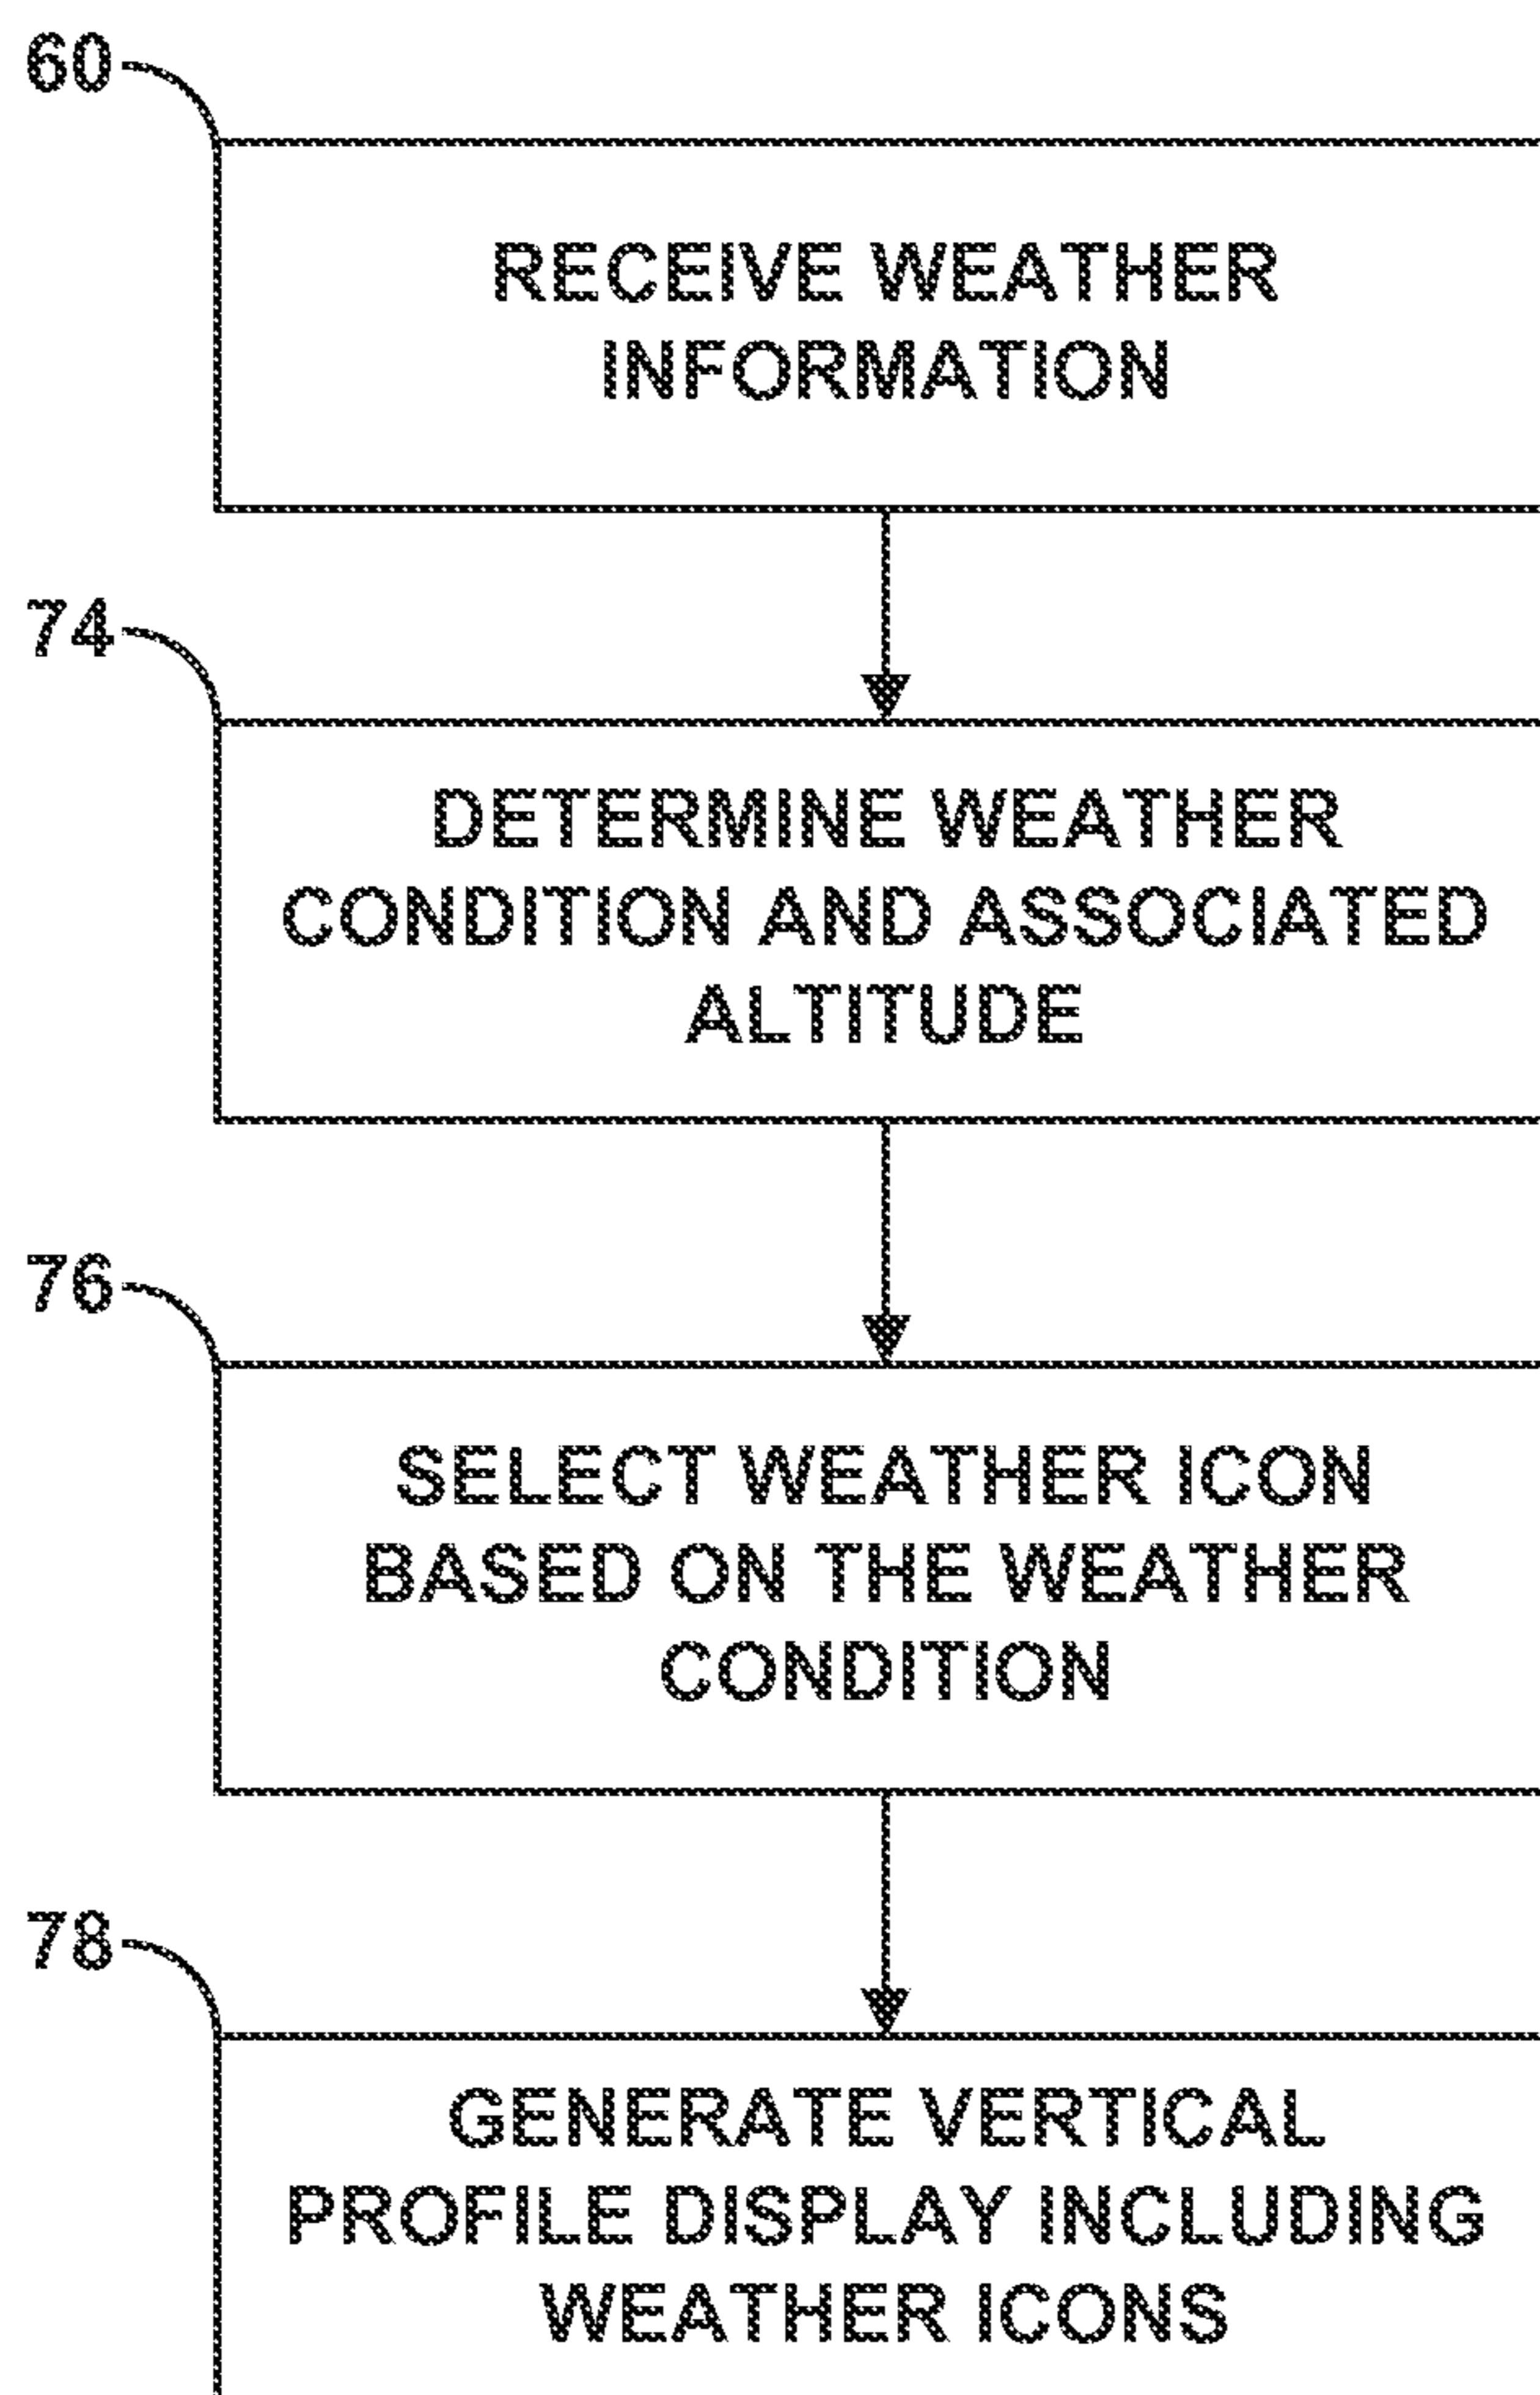 60
RECEIVE WEATHER
INFORMATION
74
DETERMINE WEATHER
CONDITION AND ASSOCIATED
ALTITUDE
76
SELECT WEATHER ICON
BASED ON THE WEATHER
CONDITION
78
GENERATE VERTICAL
PROFILE DISPLAY INCLUDING
WEATHER ICONS